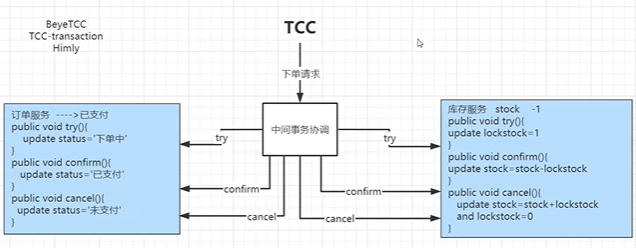 BeyeTCC
TCC-transaction
Himly
TCC
下单请求
中间事务协调
try
try
confirm
confirm
cancel
cancel
订单服务 ---->已支付
public void try(){
update status='下单中'
}
public void confirm(){
update status='已支付'
}
public void cancel(){
update status='未支付'
}
库存服务 stock -1
public void try(){
update lockstock=1
}
public void confirm(){
update stock=stock-lockstock
}
public void cancel(){
update stock=stock+lockstock
and lockstock=0
}